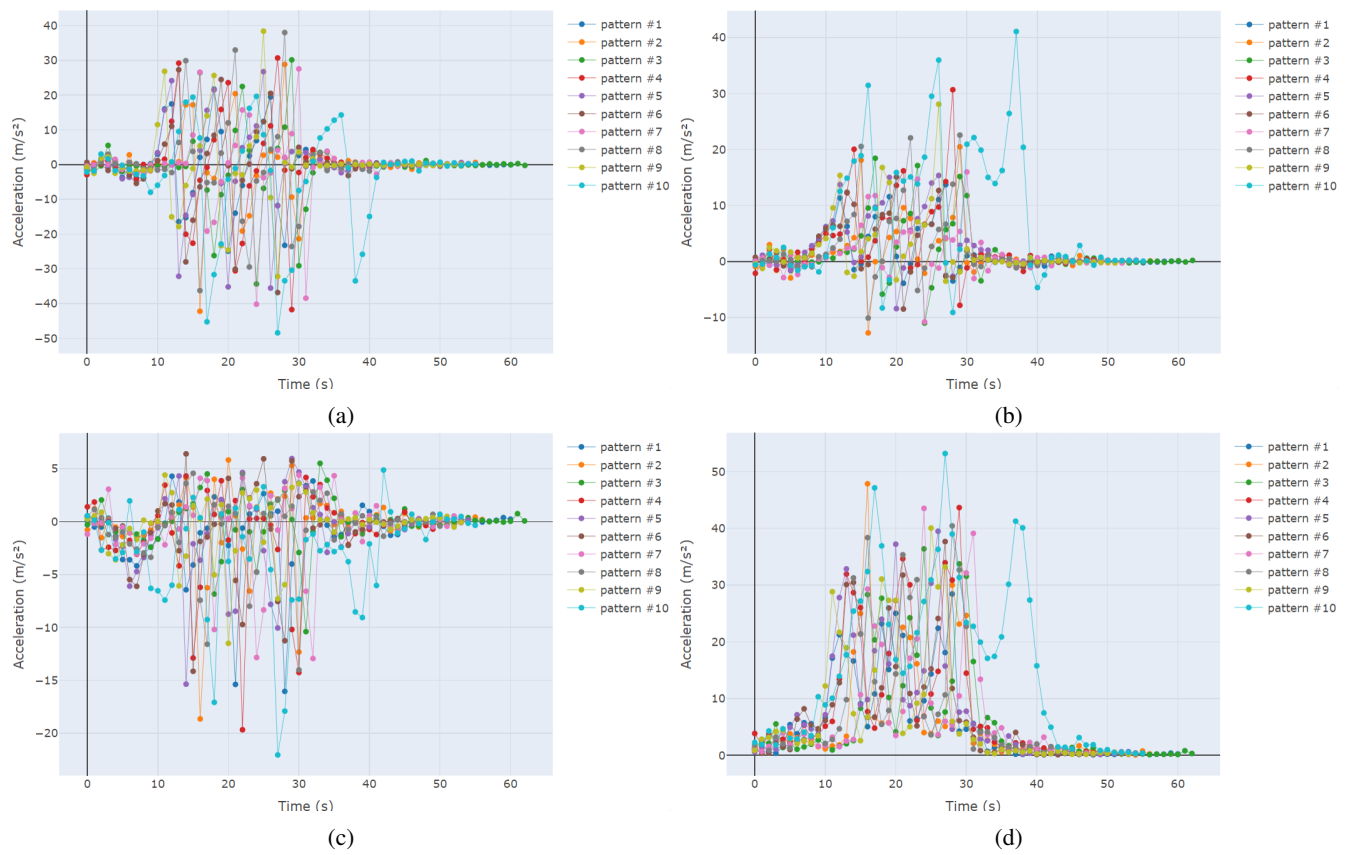 40
30
20
10
0
−10
−20
−30
−40
−50
Acceleration (m/s²)
0 10 20 30 40 50 60
Time (s)
pattern #1
pattern #2
pattern #3
pattern #4
pattern #5
pattern #6
pattern #7
pattern #8
pattern #9
pattern #10
(a)
40
30
20
10
0
−10
Acceleration (m/s²)
0 10 20 30 40 50 60
Time (s)
pattern #1
pattern #2
pattern #3
pattern #4
pattern #5
pattern #6
pattern #7
pattern #8
pattern #9
pattern #10
(b)
5
0
−5
−10
−15
−20
Acceleration (m/s²)
0 10 20 30 40 50 60
Time (s)
pattern #1
pattern #2
pattern #3
pattern #4
pattern #5
pattern #6
pattern #7
pattern #8
pattern #9
pattern #10
(c)
50
40
30
20
10
0
Acceleration (m/s²)
0 10 20 30 40 50 60
Time (s)
pattern #1
pattern #2
pattern #3
pattern #4
pattern #5
pattern #6
pattern #7
pattern #8
pattern #9
pattern #10
(d)